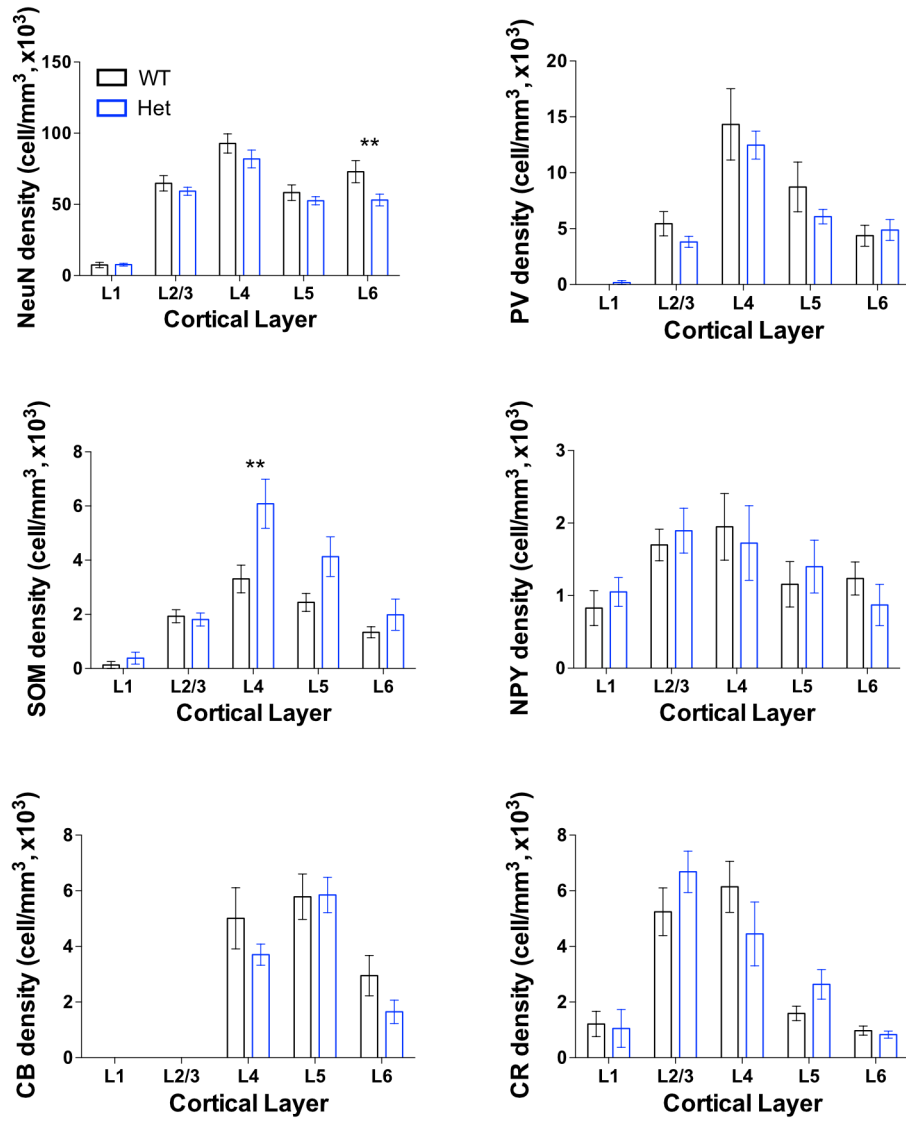 NeuN density (cell/mm³, x10³)
150
100
50
0
WT
Het
**
L1 L2/3 L4 L5 L6
Cortical Layer
PV density (cell/mm³, x10³)
20
15
10
5
0
L1 L2/3 L4 L5 L6
Cortical Layer
SOM density (cell/mm³, x10³)
8
6
4
2
0
**
L1 L2/3 L4 L5 L6
Cortical Layer
NPY density (cell/mm³, x10³)
3
2
1
0
L1 L2/3 L4 L5 L6
Cortical Layer
CB density (cell/mm³, x10³)
8
6
4
2
0
L1 L2/3 L4 L5 L6
Cortical Layer
CR density (cell/mm³, x10³)
8
6
4
2
0
L1 L2/3 L4 L5 L6
Cortical Layer